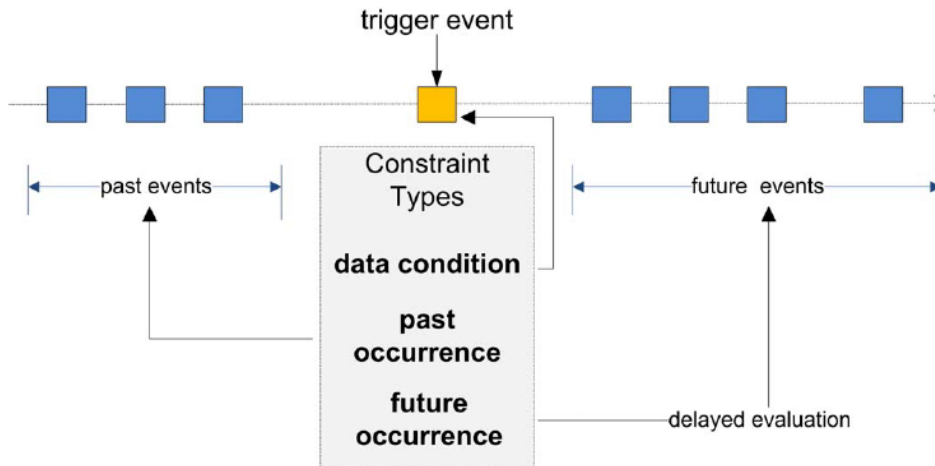 trigger event
past events
Constraint
Types
future events
data condition
past
occurrence
future
occurrence
delayed evaluation